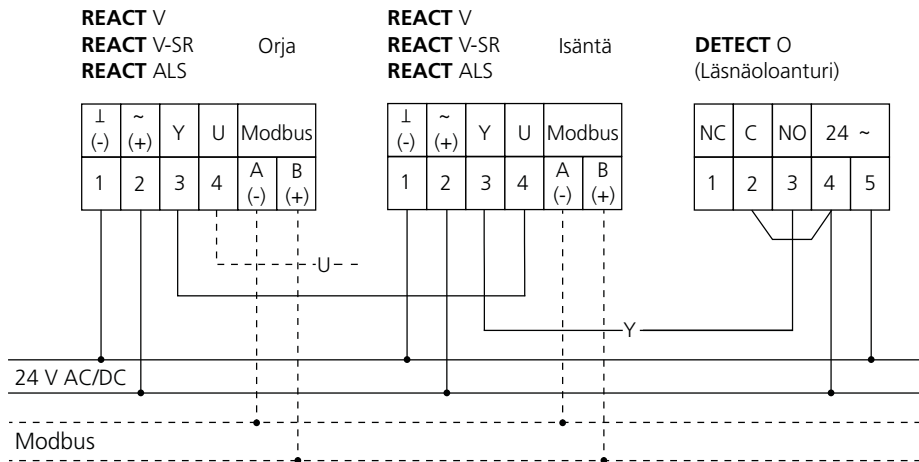 REACT V
REACT V-SR Orja
REACT ALS
REACT V
REACT V-SR Isäntä
REACT ALS
DETECT O
(Läsnäoloanturi)
⊥ ~ Y U Modbus
(-) (+)
1 2 3 4 A B
(-) (+)
⊥ ~ Y U Modbus
(-) (+)
1 2 3 4 A B
(-) (+)
NC C NO 24 ~
1 2 3 4 5
U
Y
24 V AC/DC
Modbus